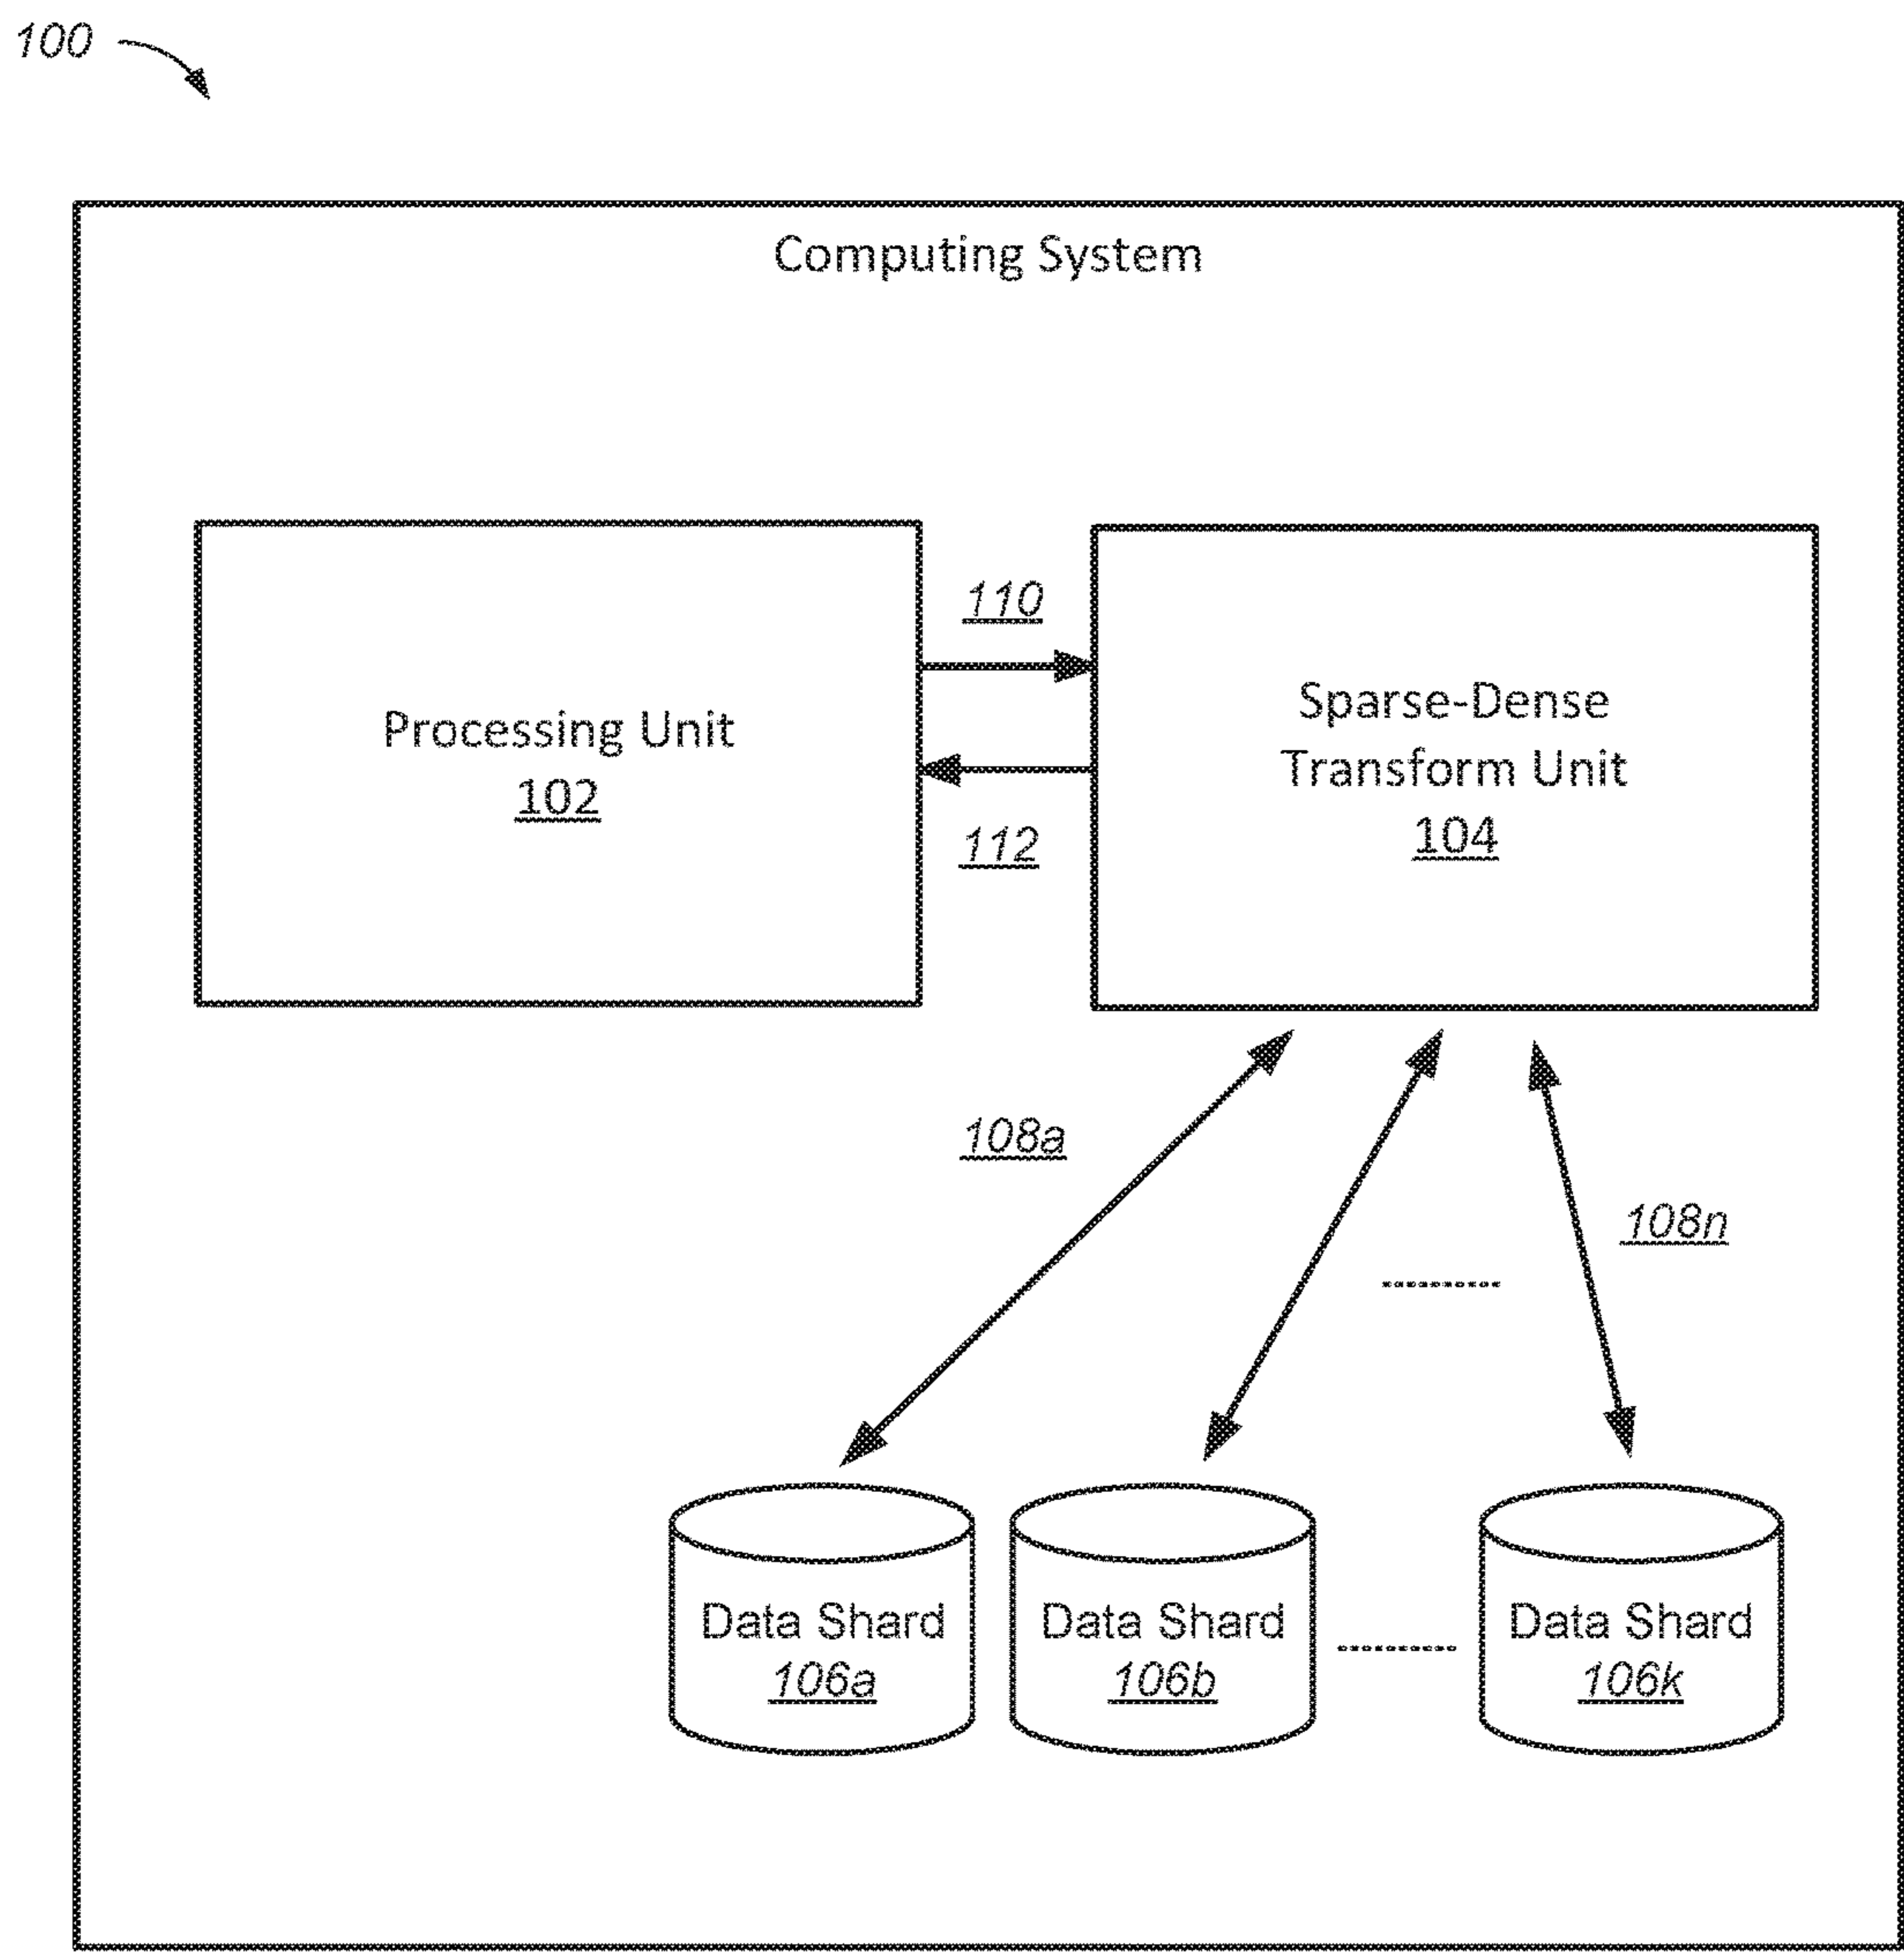 100
Computing System
110
Processing Unit
102
Sparse-Dense
Transform Unit
104
112
108a
108n
Data Shard
106a
Data Shard
106b
Data Shard
106k